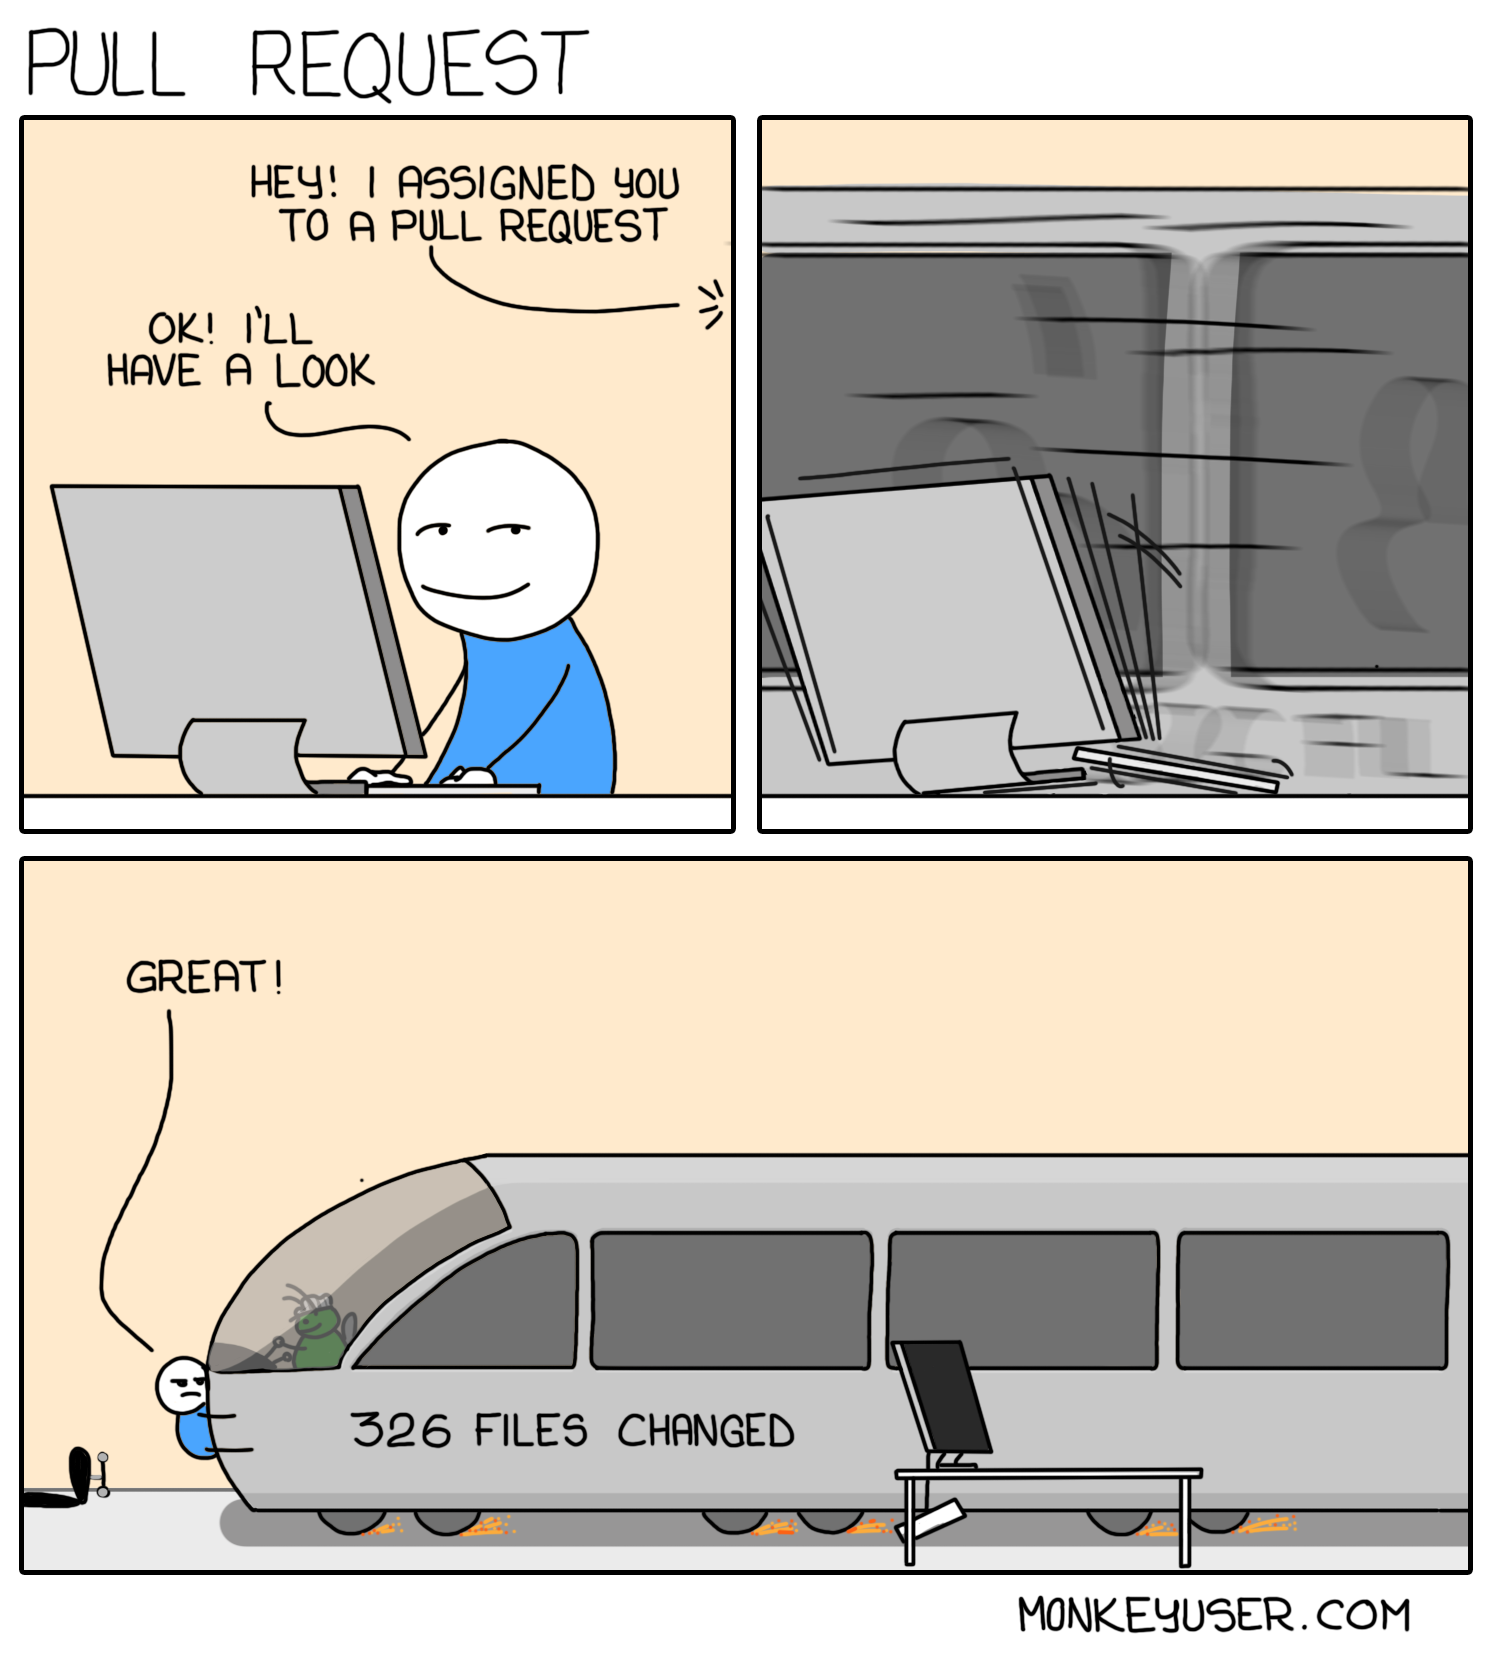 PULL REQUEST
HEY! I ASSIGNED YOU
TO A PULL REQUEST
OK! I'LL
HAVE A LOOK
GREAT!
326 FILES CHANGED
MONKEYUSER.COM